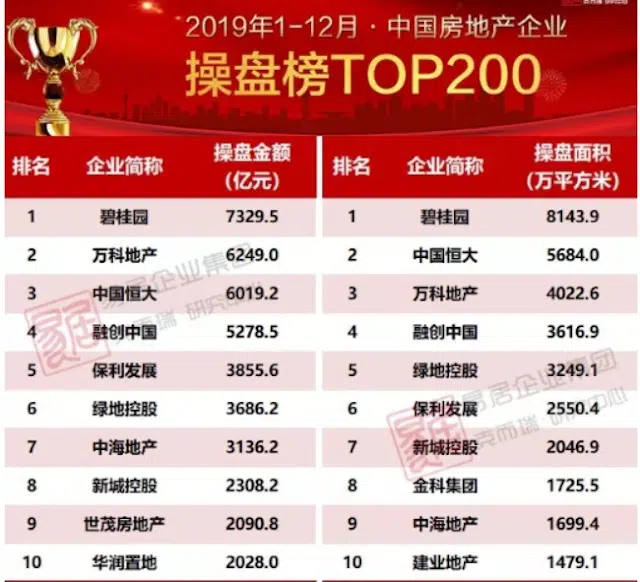 2019年1-12月·中国房地产企业
操盘榜TOP200
排名 企业简称 操盘金额（亿元） 排名 企业简称 操盘面积（万平方米）
1 碧桂园 7329.5 1 碧桂园 8143.9
2 万科地产 6249.0 2 中国恒大 5684.0
3 中国恒大 6019.2 3 万科地产 4022.6
4 融创中国 5278.5 4 融创中国 3616.9
5 保利发展 3855.6 5 绿地控股 3249.1
6 绿地控股 3686.2 6 保利发展 2550.4
7 中海地产 3136.2 7 新城控股 2046.9
8 新城控股 2308.2 8 金科集团 1725.5
9 世茂房地产 2090.8 9 中海地产 1699.4
10 华润置地 2028.0 10 建业地产 1479.1
易居企业集团
克而瑞 研究中心
易居企业集团
克而瑞 研究中心